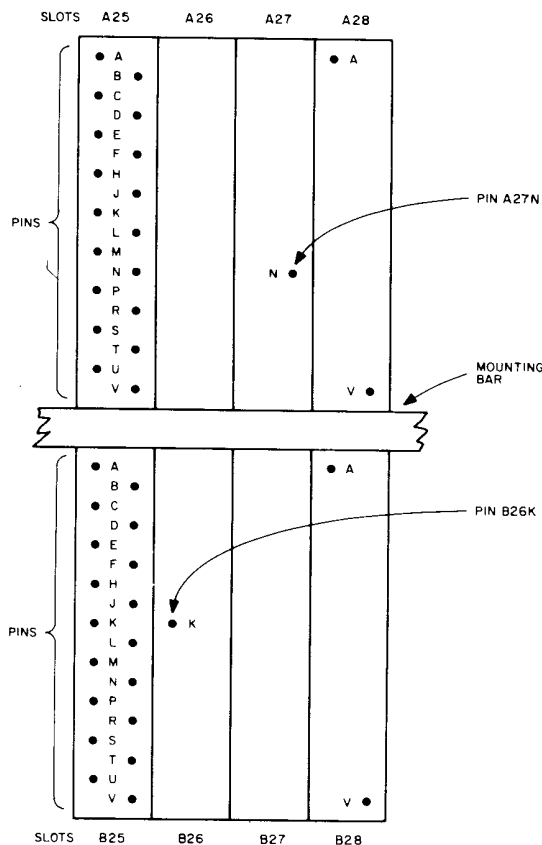 SLOTS A25 A26 A27 A28
A A
B
C
D
E
F
H
J
K
PINS
L
M
N N
P
R
S
T
U
V V
PIN A27N
MOUNTING
BAR
A A
B
C
D
E
F
H
J
K K
PINS
L
M
N
P
R
S
T
U
V V
PIN B26K
SLOTS B25 B26 B27 B28